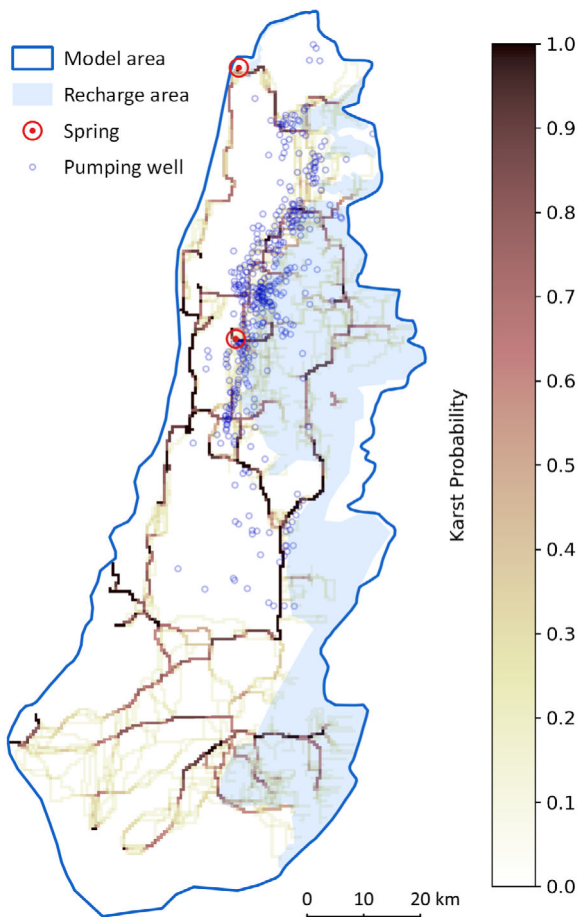 Model area
Recharge area
Spring
Pumping well
Karst Probability
1.0
0.9
0.8
0.7
0.6
0.5
0.4
0.3
0.2
0.1
0.0
0 10 20 km